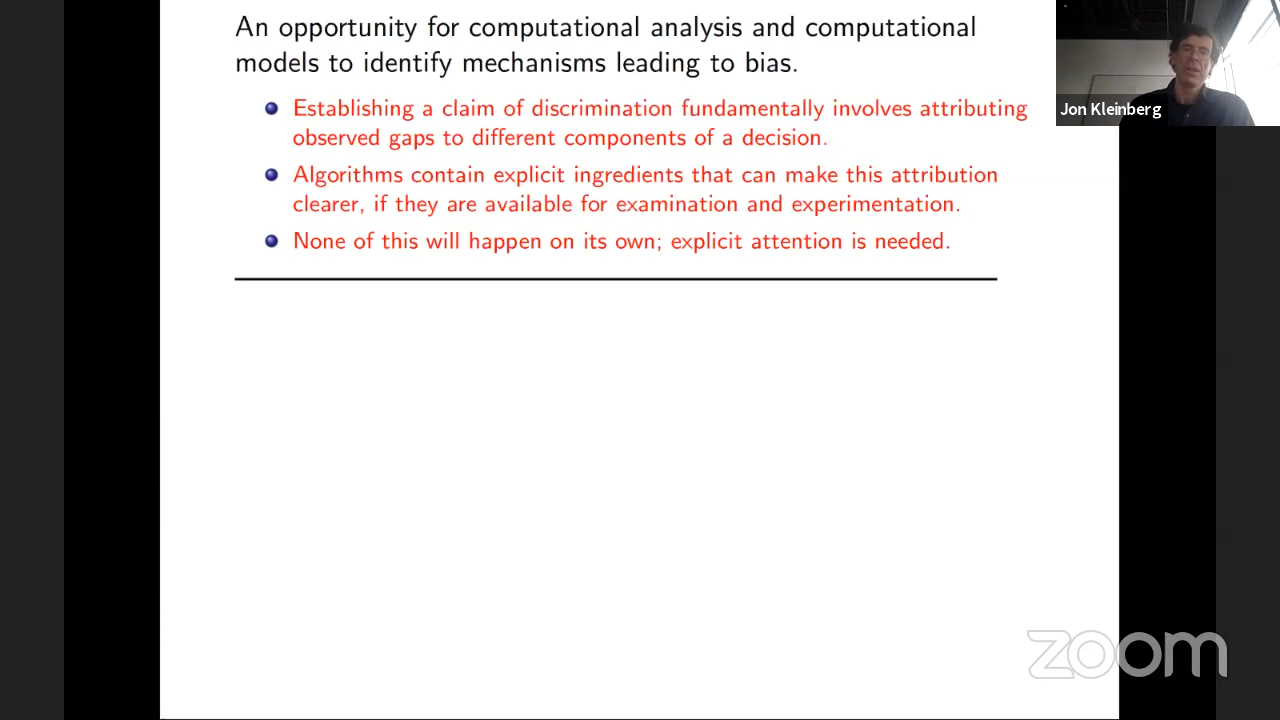 An opportunity for computational analysis and computational
models to identify mechanisms leading to bias.
Establishing a claim of discrimination fundamentally involves attributing
observed gaps to different components of a decision.
Algorithms contain explicit ingredients that can make this attribution
clearer, if they are available for examination and experimentation.
None of this will happen on its own; explicit attention is needed.
Jon Kleinberg
zoom